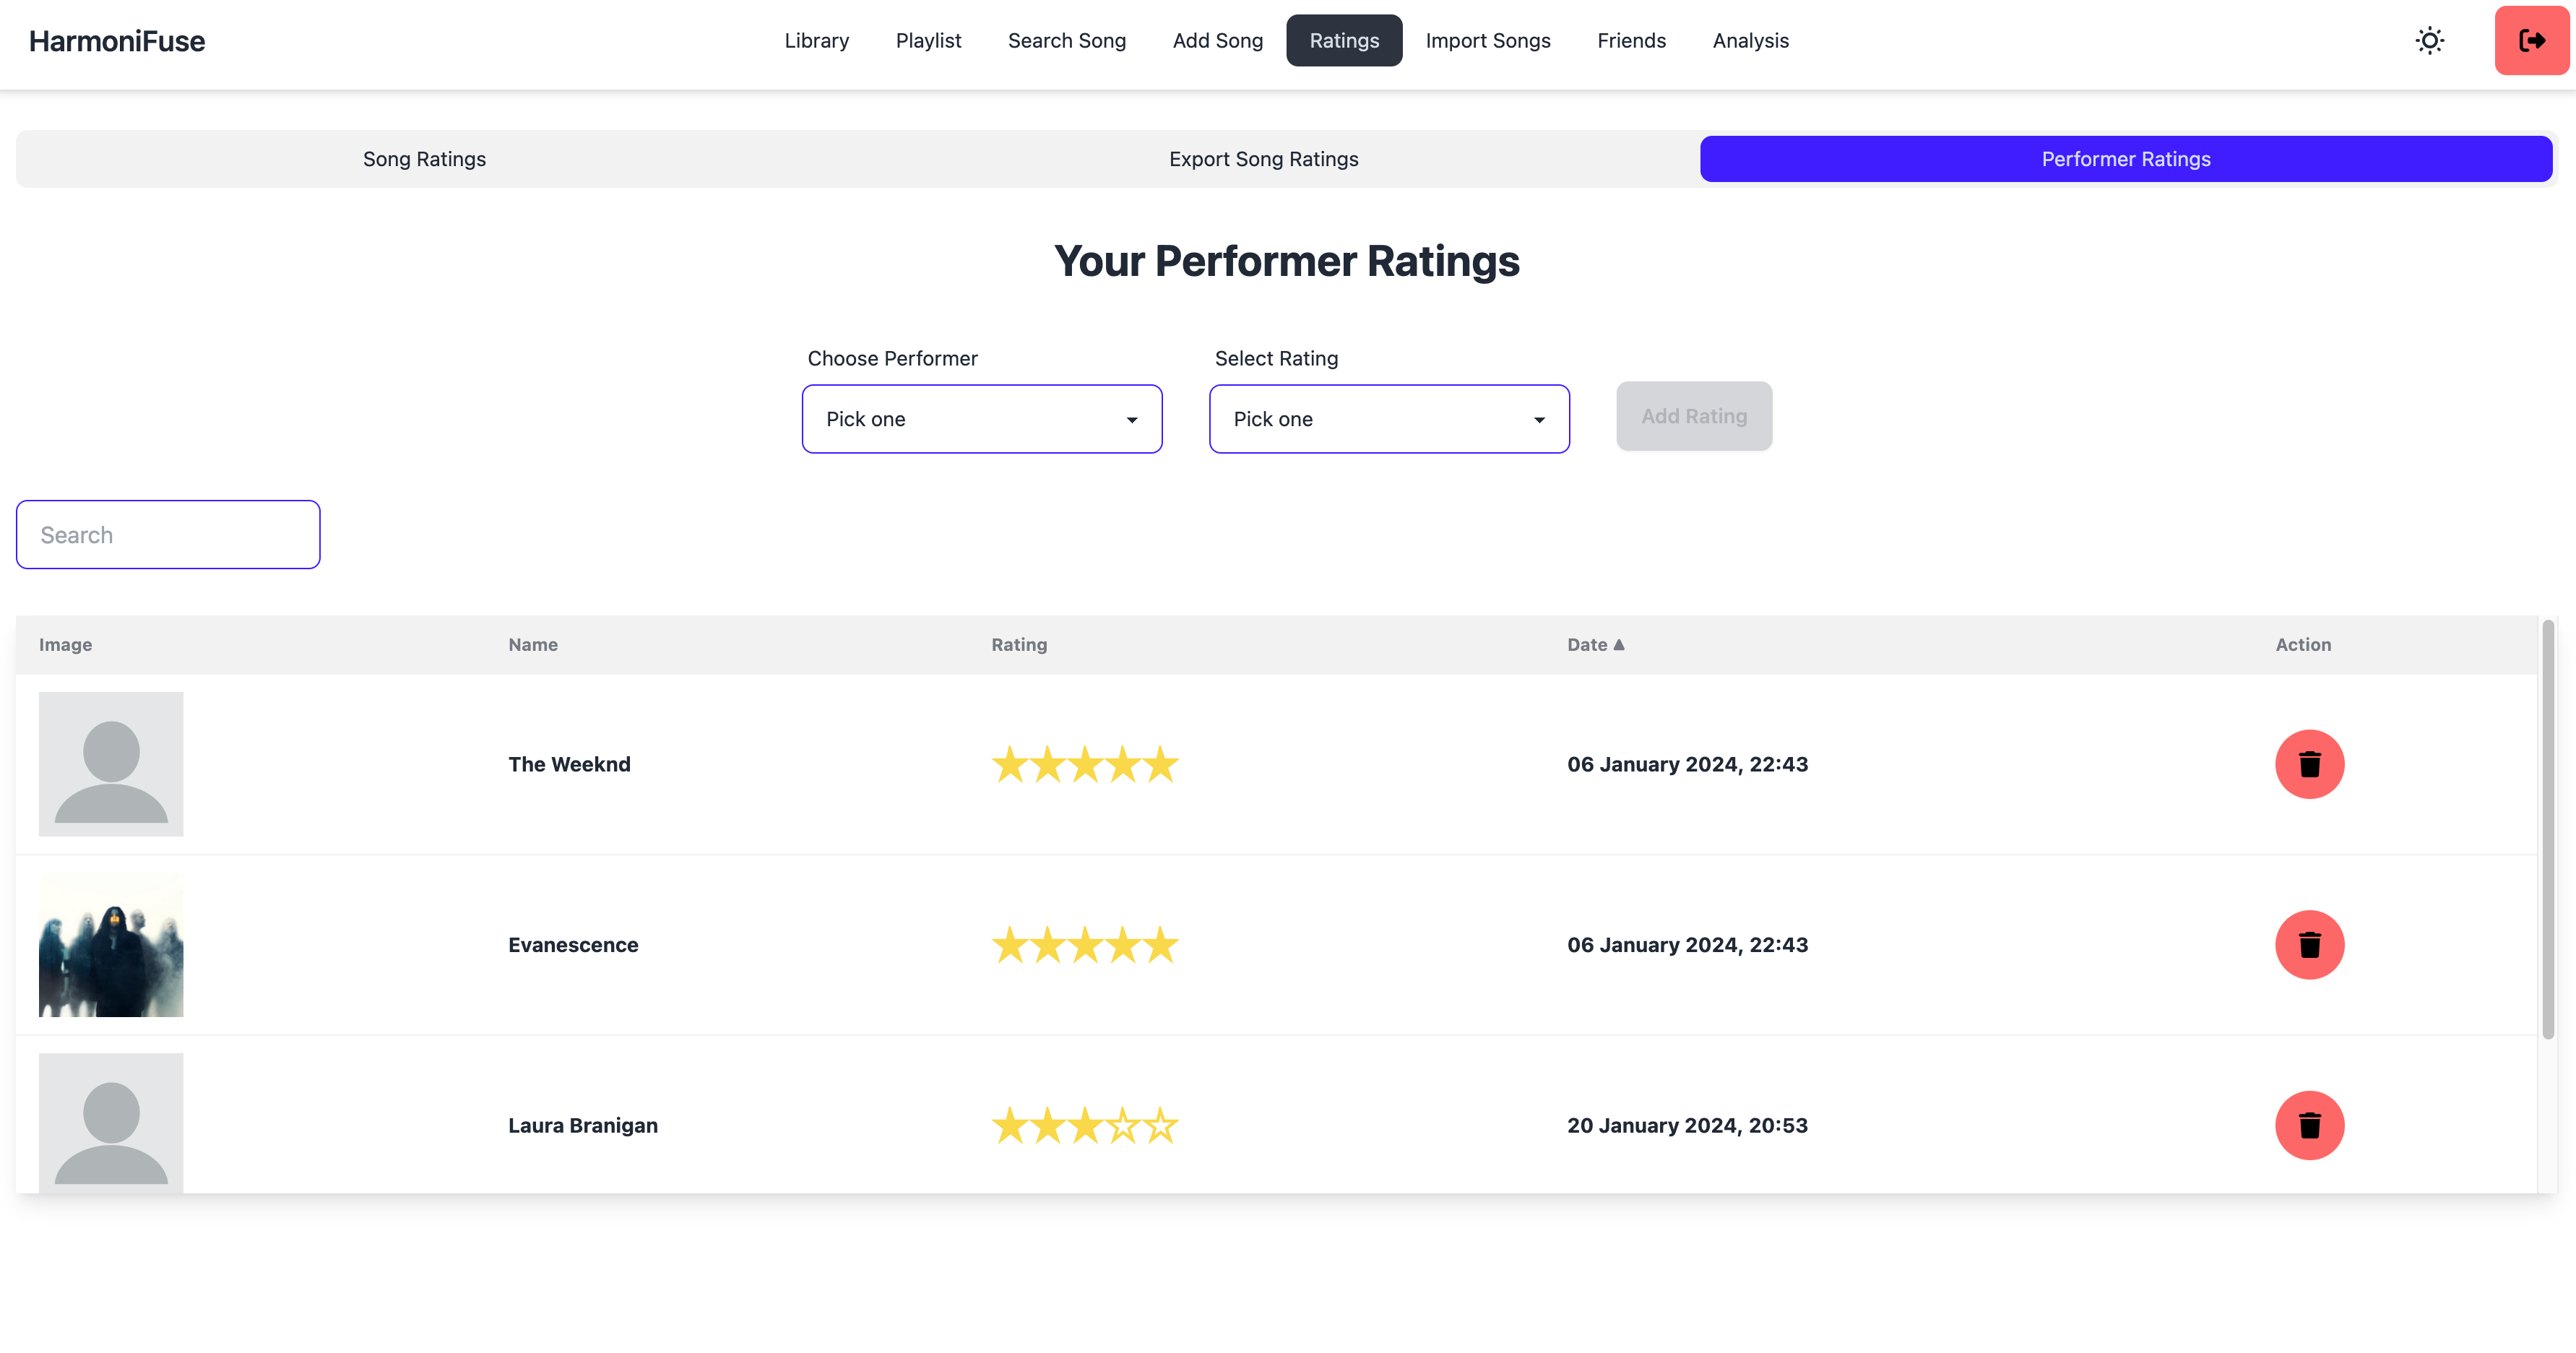 HarmoniFuse
Library Playlist Search Song Add Song Ratings Import Songs Friends Analysis
Song Ratings Export Song Ratings Performer Ratings
Your Performer Ratings
Choose Performer Select Rating
Pick one Pick one Add Rating
Search
Image Name Rating Date ▲ Action
The Weeknd 06 January 2024, 22:43
Evanescence 06 January 2024, 22:43
Laura Branigan 20 January 2024, 20:53